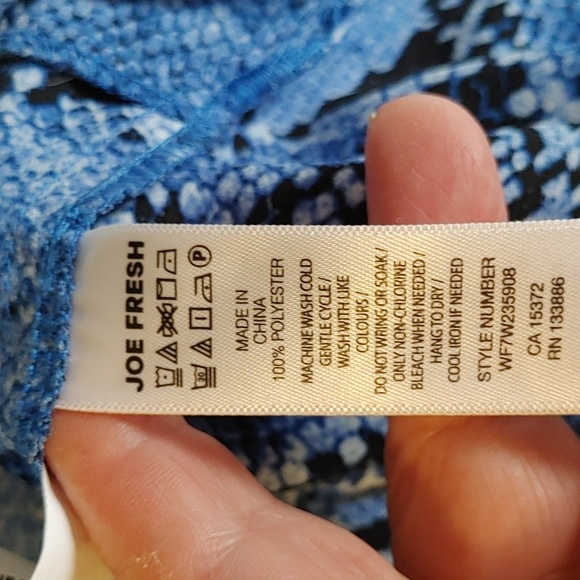 JOE FRESH
MADE IN
CHINA
100% POLYESTER
MACHINE WASH COLD
GENTLE CYCLE /
WASH WITH LIKE
COLOURS /
DO NOT WRING OR SOAK /
ONLY NON-CHLORINE
BLEACH WHEN NEEDED /
HANG TO DRY /
COOL IRON IF NEEDED
STYLE NUMBER
WF7W235908
CA 15372
RN 133886